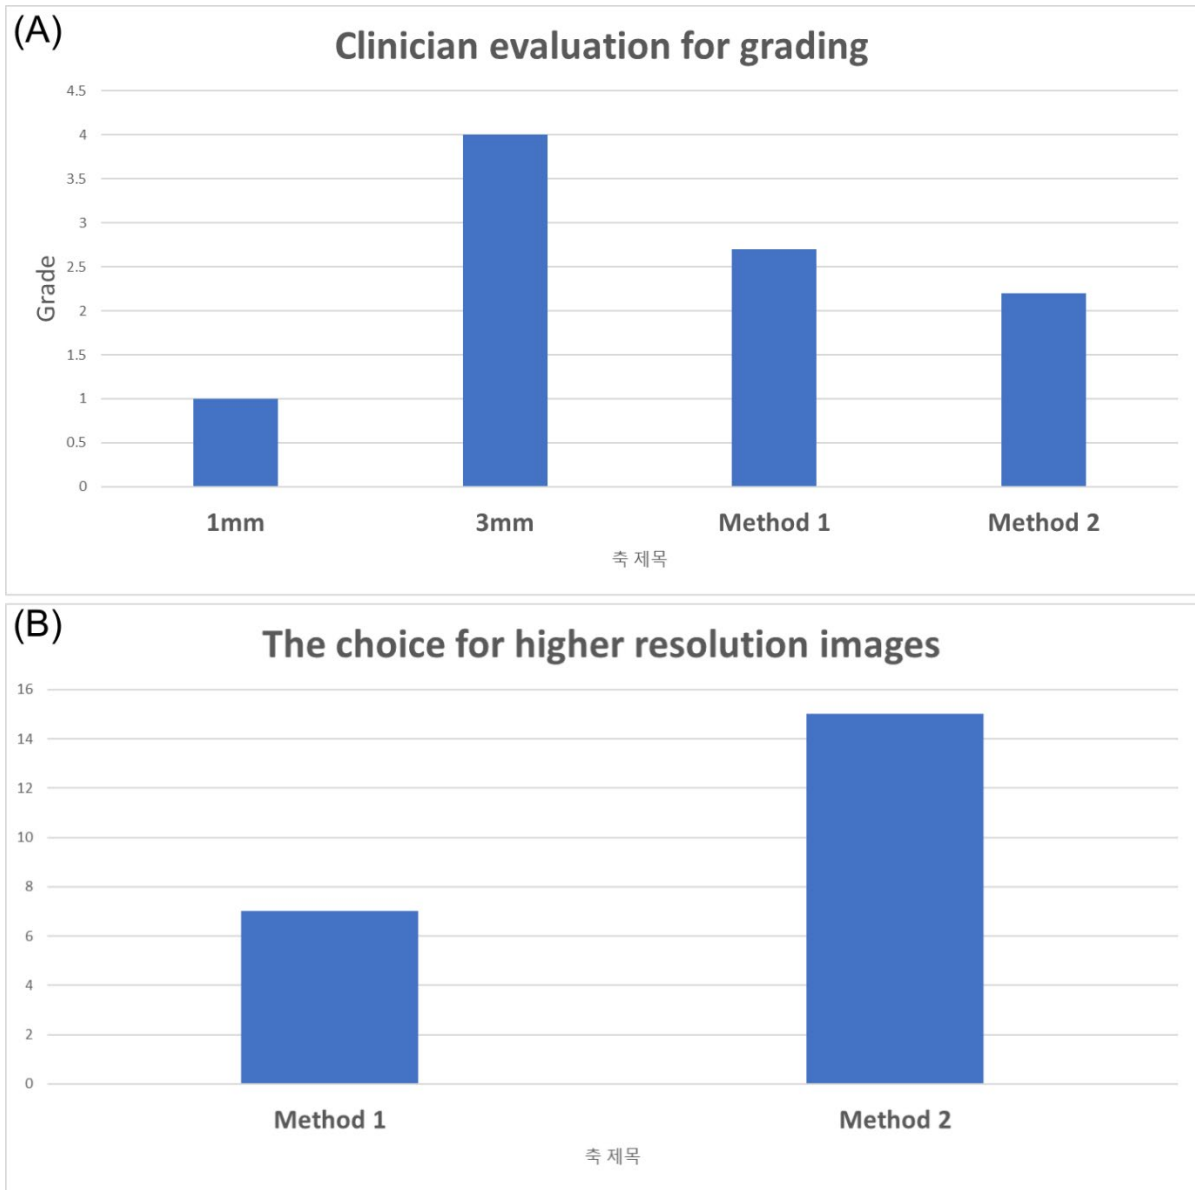 (A)
Clinician evaluation for grading
4.5
4
3.5
3
2.5
2
1.5
1
0.5
0
Grade
1mm 3mm Method 1 Method 2
축 제목
(B)
The choice for higher resolution images
16
14
12
10
8
6
4
2
0
Method 1 Method 2
축 제목